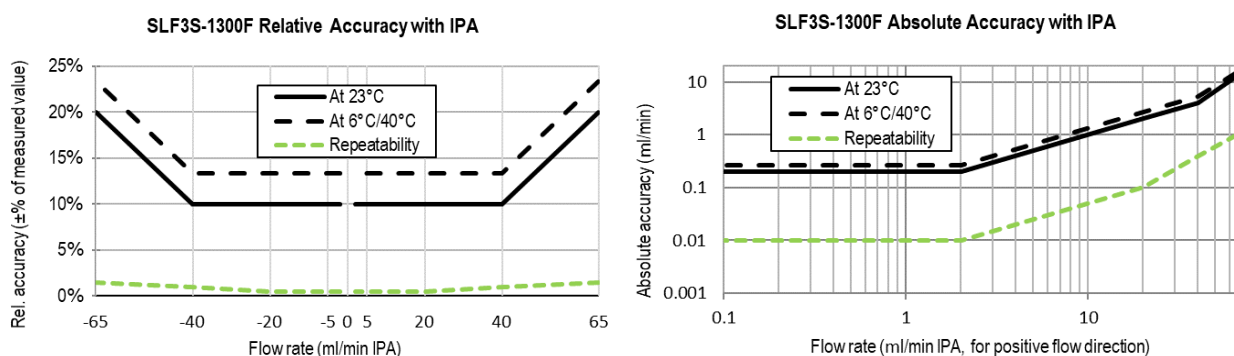 SLF3S-1300F Relative Accuracy with IPA
Rel. accuracy (±% of measured value)
25%
20%
15%
10%
5%
0%
At 23°C
At 6°C/40°C
Repeatability
-65 -40 -20 -5 0 5 20 40 65
Flow rate (ml/min IPA)
SLF3S-1300F Absolute Accuracy with IPA
Absolute accuracy (ml/min)
10
1
0.1
0.01
0.001
At 23°C
At 6°C/40°C
Repeatability
0.1 1 10
Flow rate (ml/min IPA, for positive flow direction)